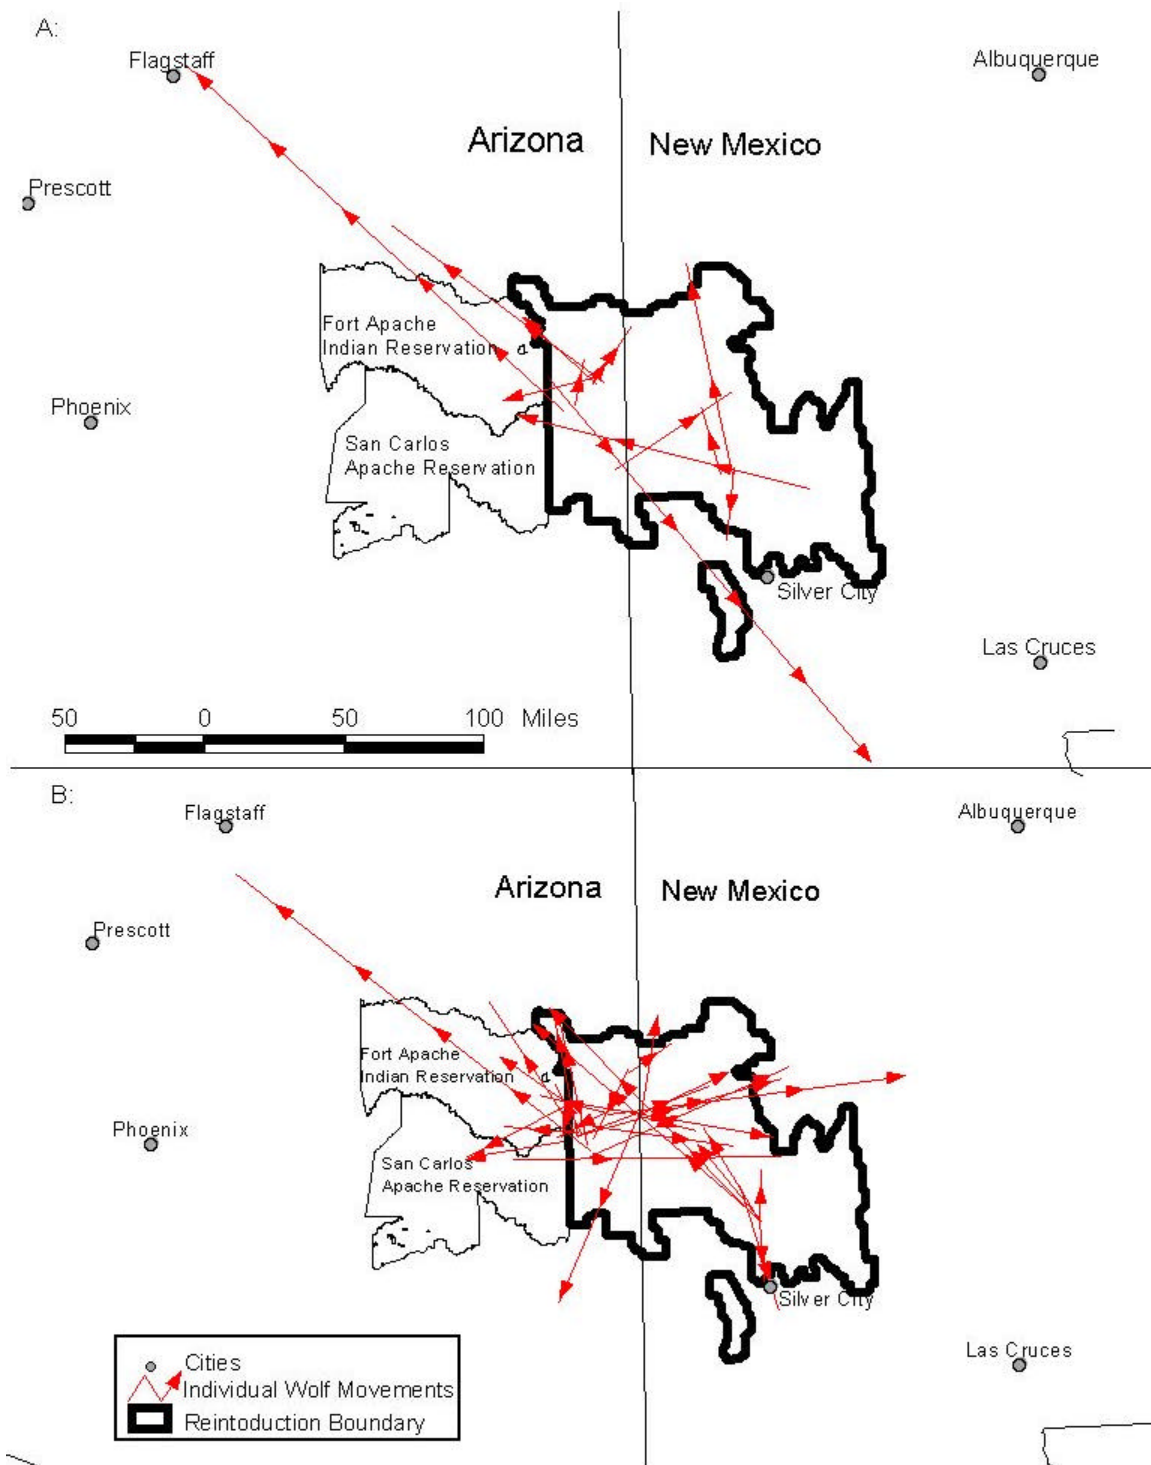 A:
Flagstaff
Albuquerque
Arizona
New Mexico
Prescott
Fort Apache
Indian Reservation
Phoenix
San Carlos
Apache Reservation
Silver City
Las Cruces
50 0 50 100 Miles
B:
Flagstaff
Albuquerque
Arizona
New Mexico
Prescott
Fort Apache
Indian Reservation
Phoenix
San Carlos
Apache Reservation
Silver City
Las Cruces
Cities
Individual Wolf Movements
Reintoduction Boundary